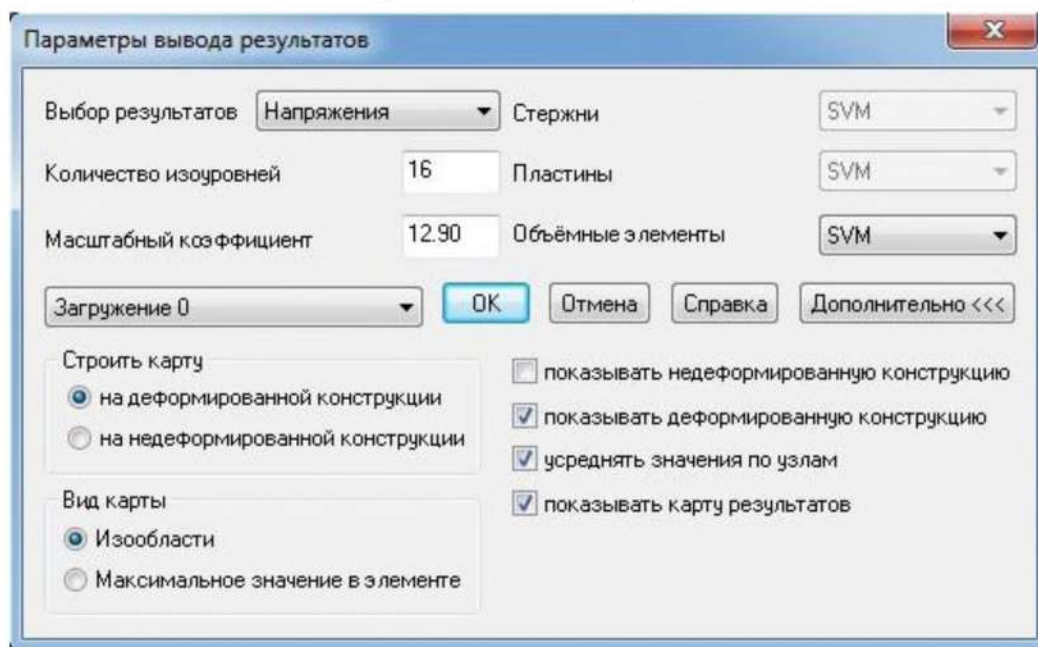 Параметры вывода результатов
Выбор результатов Напряжения Стержни SVM
Количество изоуровней 16 Пластины SVM
Масштабный коэффициент 12.90 Объёмные элементы SVM
Загружение 0 OK Отмена Справка Дополнительно <<<
Строить карту
на деформированной конструкции
на недеформированной конструкции
Вид карты
Изообласти
Максимальное значение в элементе
показывать недеформированную конструкцию
показывать деформированную конструкцию
усреднять значения по узлам
показывать карту результатов